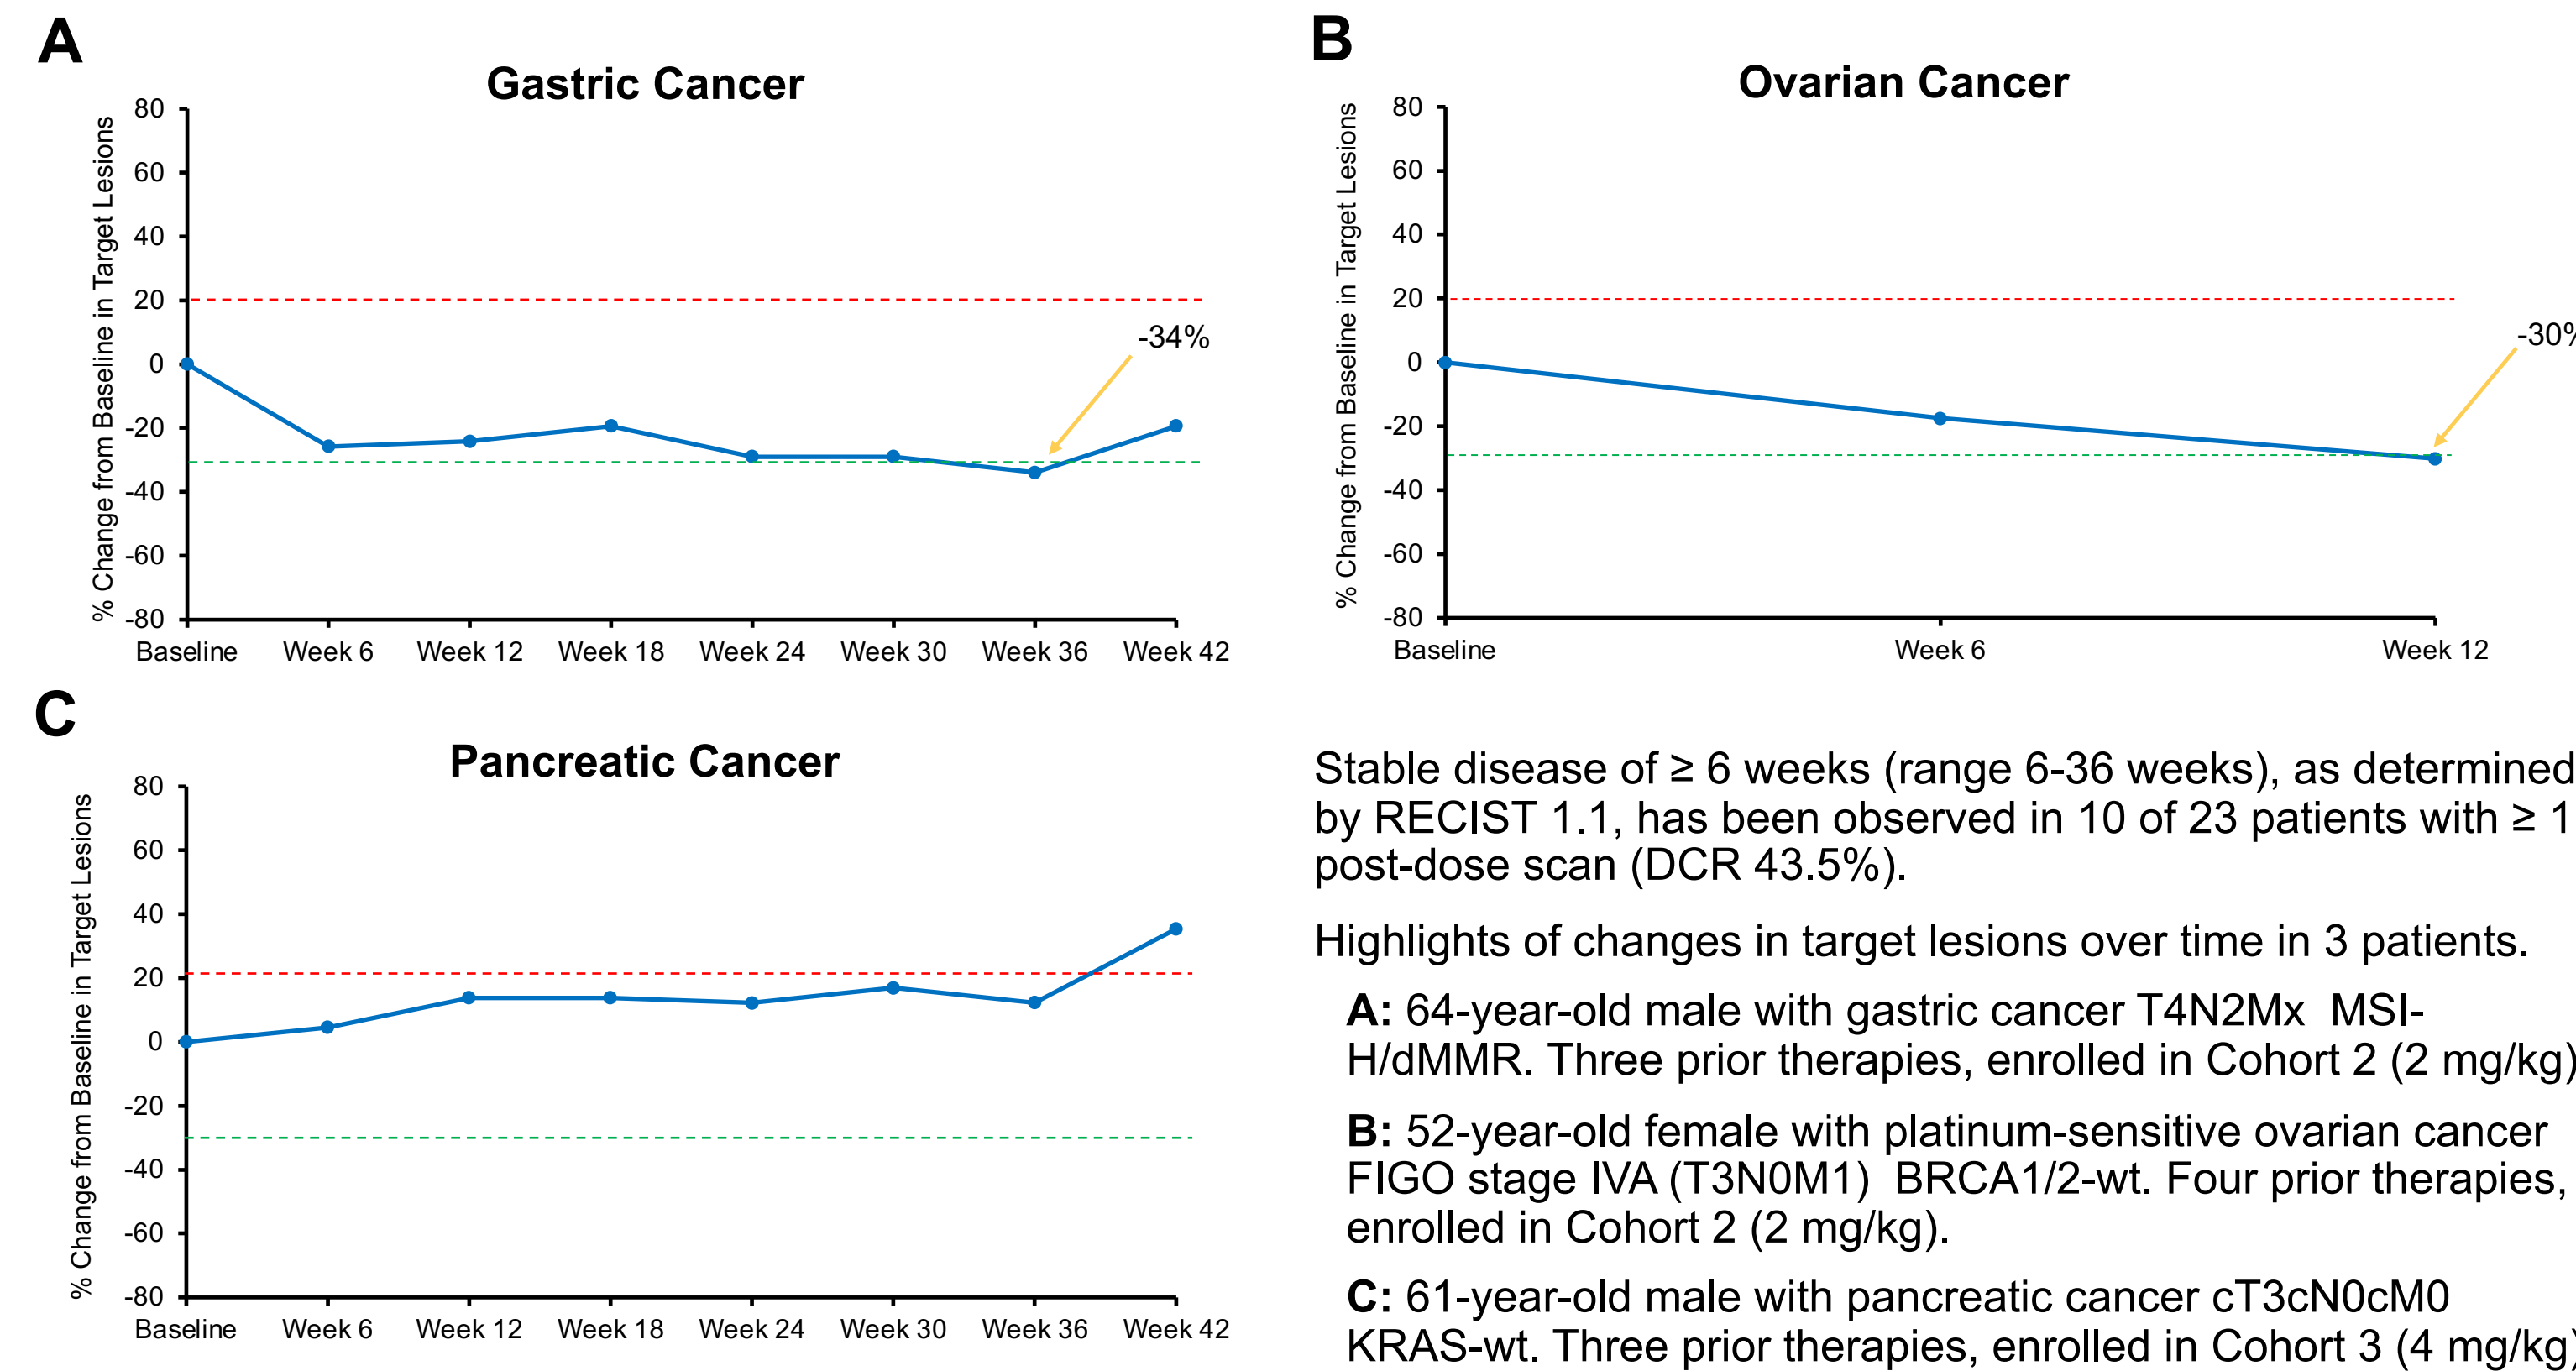 A
Gastric Cancer
% Change from Baseline in Target Lesions
80
60
40
20
0
-20
-40
-60
-80
-34%
Baseline Week 6 Week 12 Week 18 Week 24 Week 30 Week 36 Week 42
B
Ovarian Cancer
% Change from Baseline in Target Lesions
80
60
40
20
0
-20
-40
-60
-80
-30%
Baseline Week 6 Week 12
C
Pancreatic Cancer
% Change from Baseline in Target Lesions
80
60
40
20
0
-20
-40
-60
-80
Baseline Week 6 Week 12 Week 18 Week 24 Week 30 Week 36 Week 42
Stable disease of ≥ 6 weeks (range 6-36 weeks), as determined
by RECIST 1.1, has been observed in 10 of 23 patients with ≥ 1
post-dose scan (DCR 43.5%).
Highlights of changes in target lesions over time in 3 patients.
A: 64-year-old male with gastric cancer T4N2Mx MSI-
H/dMMR. Three prior therapies, enrolled in Cohort 2 (2 mg/kg)
B: 52-year-old female with platinum-sensitive ovarian cancer
FIGO stage IVA (T3N0M1) BRCA1/2-wt. Four prior therapies,
enrolled in Cohort 2 (2 mg/kg).
C: 61-year-old male with pancreatic cancer cT3cN0cM0
KRAS-wt. Three prior therapies, enrolled in Cohort 3 (4 mg/kg)